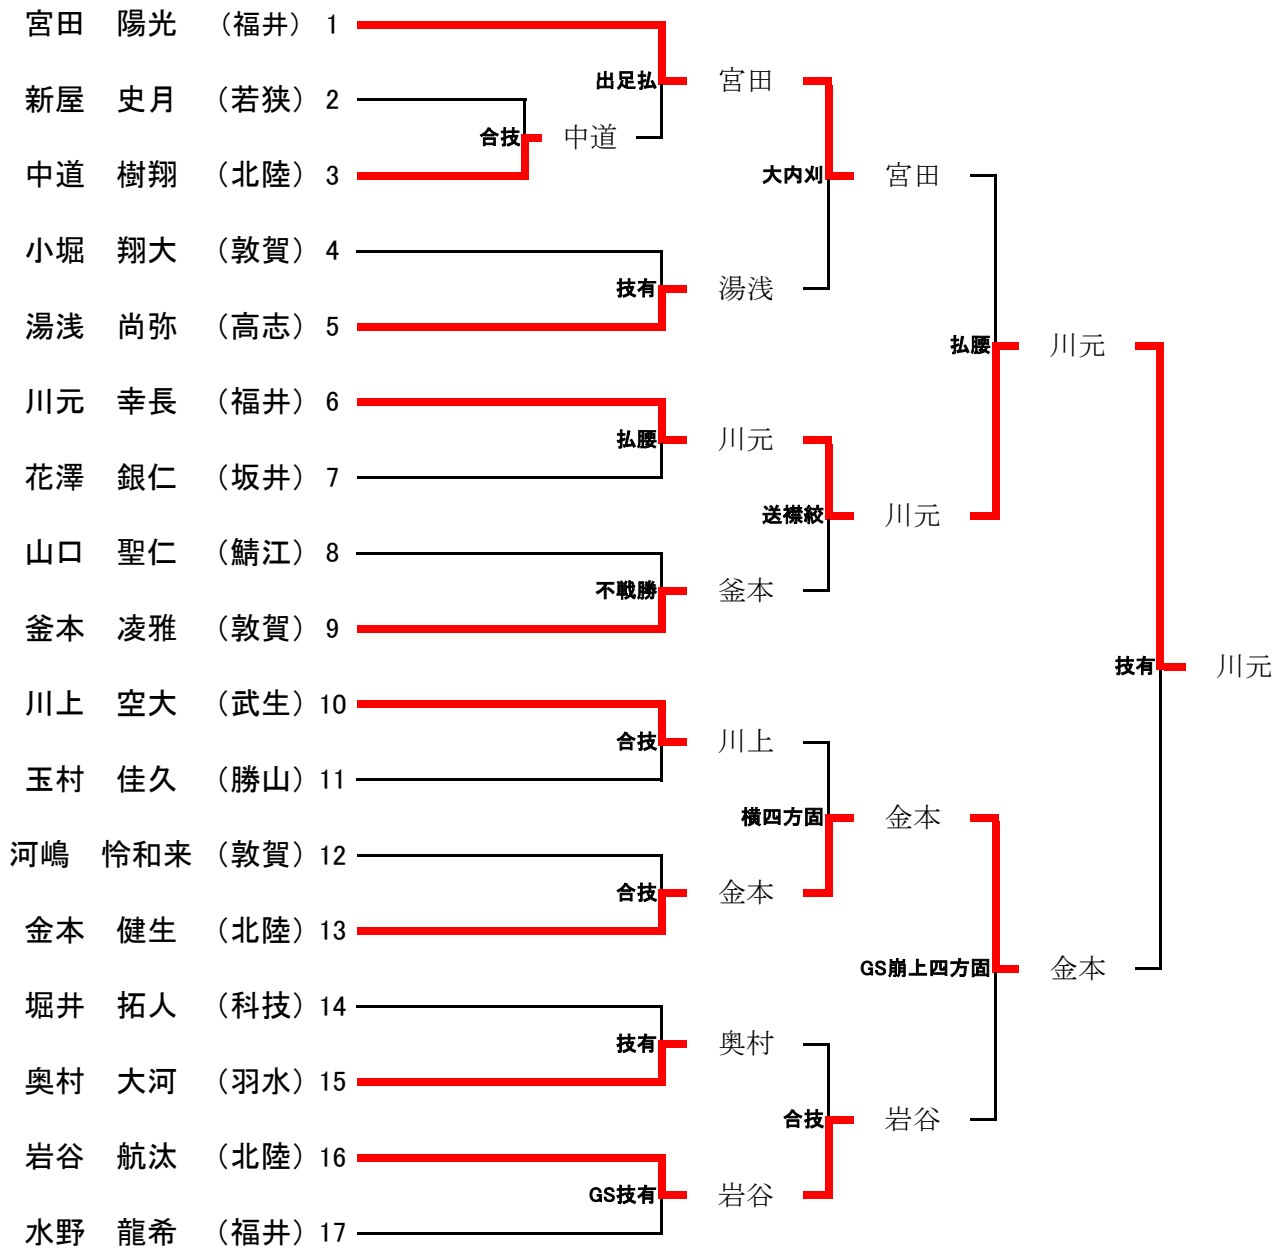 宮田　陽光　（福井） 1
出足払 宮田
新屋　史月　（若狭） 2
合技 中道
中道　樹翔　（北陸） 3
大内刈 宮田
小堀　翔大　（敦賀） 4
技有 湯浅
湯浅　尚弥　（高志） 5
払腰 川元
川元　幸長　（福井） 6
払腰 川元
花澤　銀仁　（坂井） 7
送襟絞 川元
山口　聖仁　（鯖江） 8
不戦勝 釜本
釜本　凌雅　（敦賀） 9
技有 川元
川上　空大　（武生） 10
合技 川上
玉村　佳久　（勝山） 11
横四方固 金本
河嶋　怜和来　（敦賀） 12
合技 金本
金本　健生　（北陸） 13
GS崩上四方固 金本
堀井　拓人　（科技） 14
技有 奥村
奥村　大河　（羽水） 15
合技 岩谷
岩谷　航汰　（北陸） 16
GS技有 岩谷
水野　龍希　（福井） 17